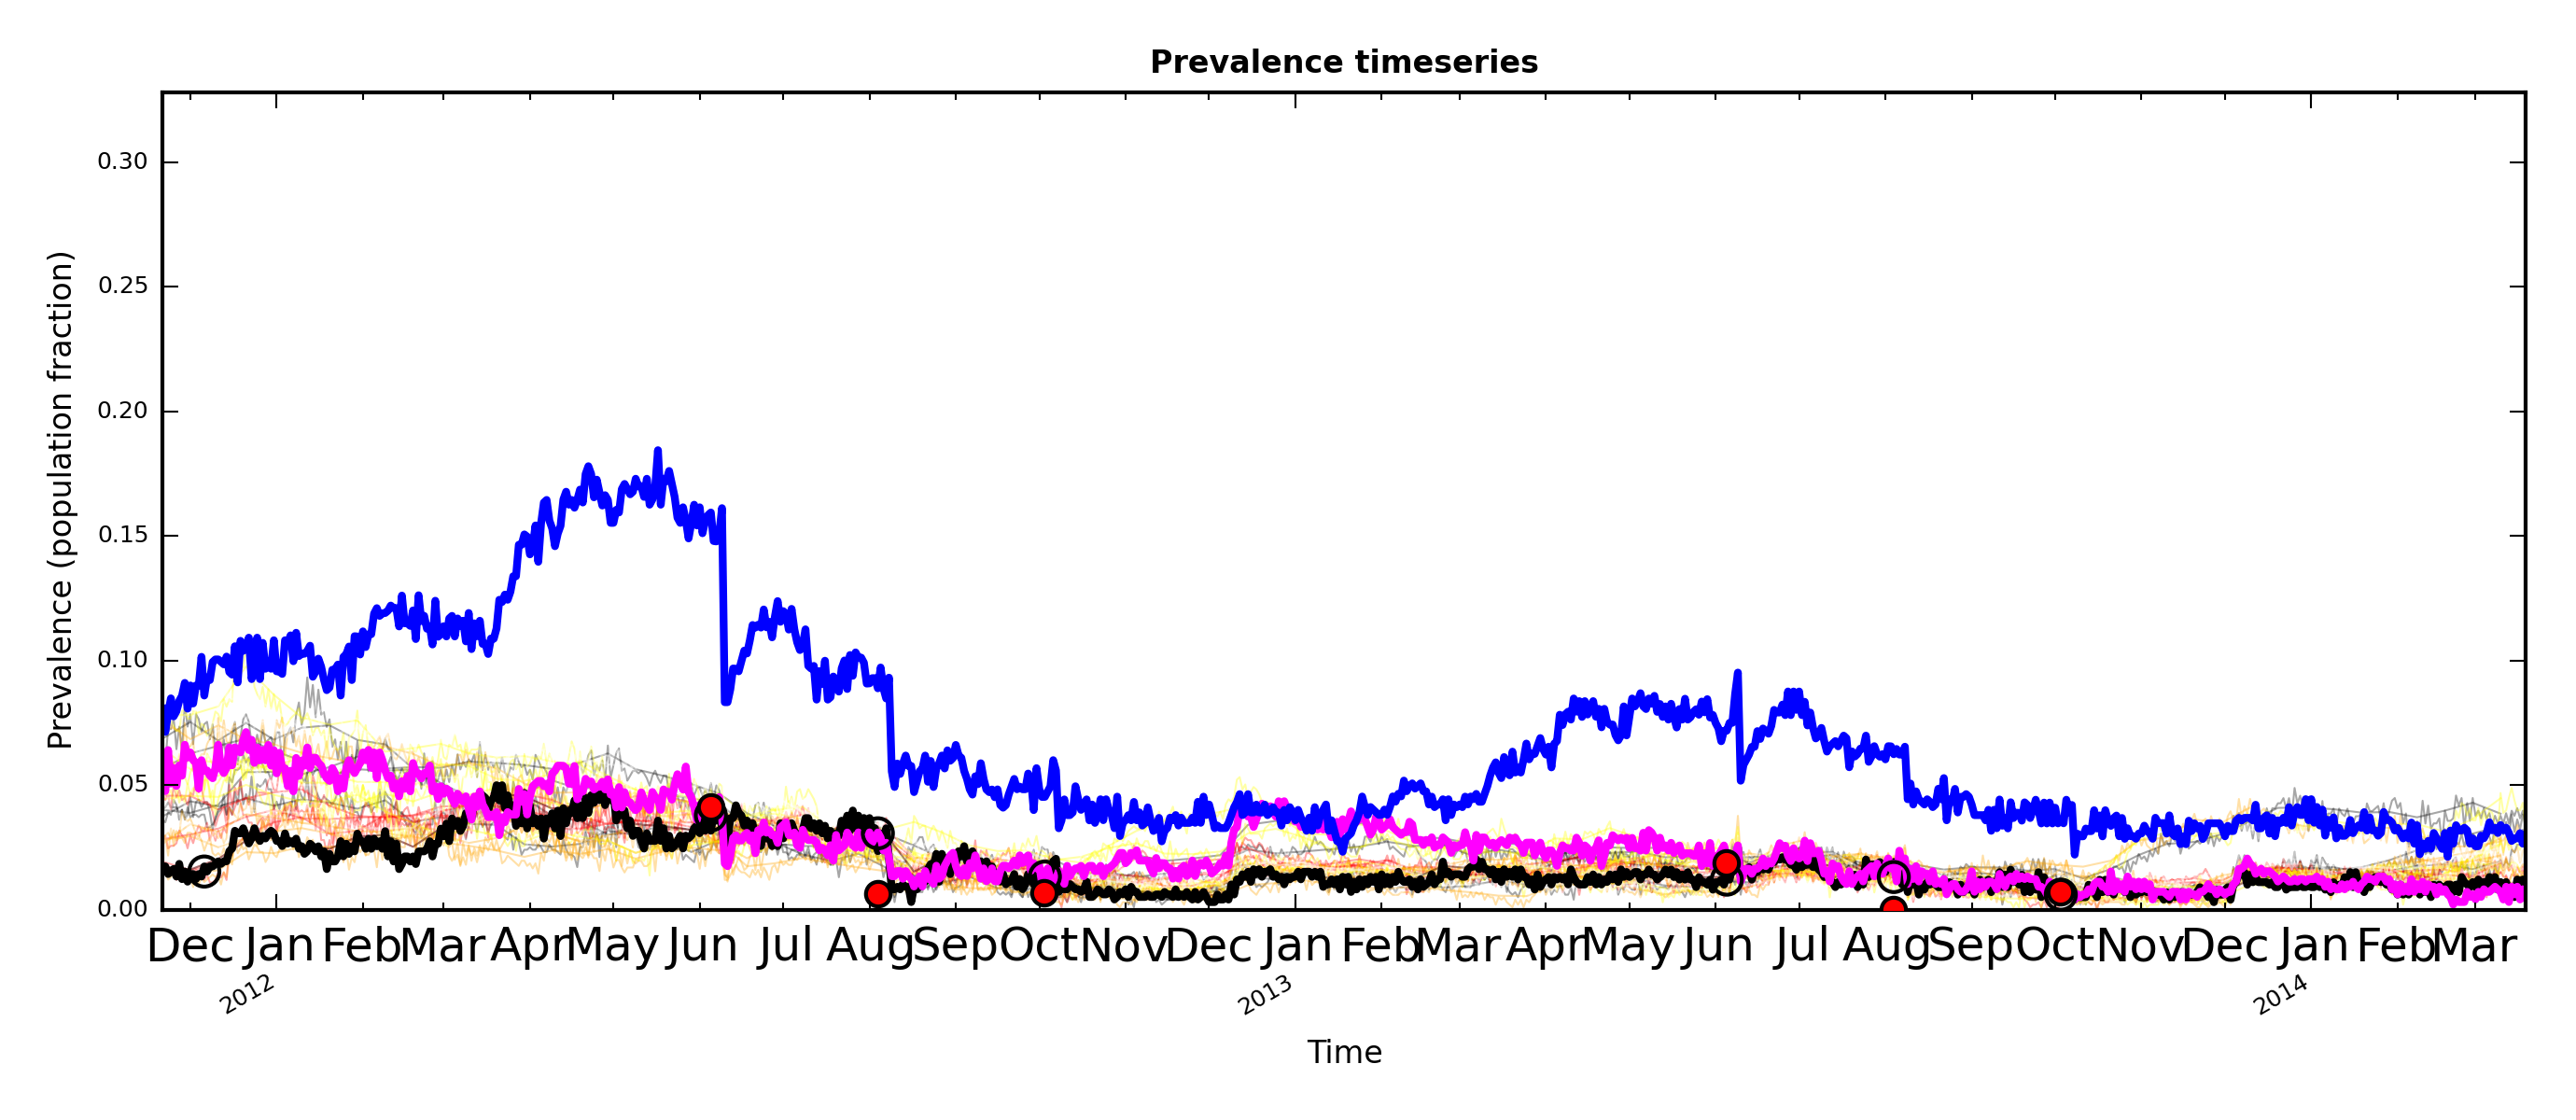 Prevalence timeseries
Prevalence (population fraction)
0.30
0.25
0.20
0.15
0.10
0.05
0.00
Dec Jan Feb Mar Apr May Jun Jul Aug Sep Oct Nov Dec Jan Feb Mar Apr May Jun Jul Aug Sep Oct Nov Dec Jan Feb Mar
2012 2013 2014
Time